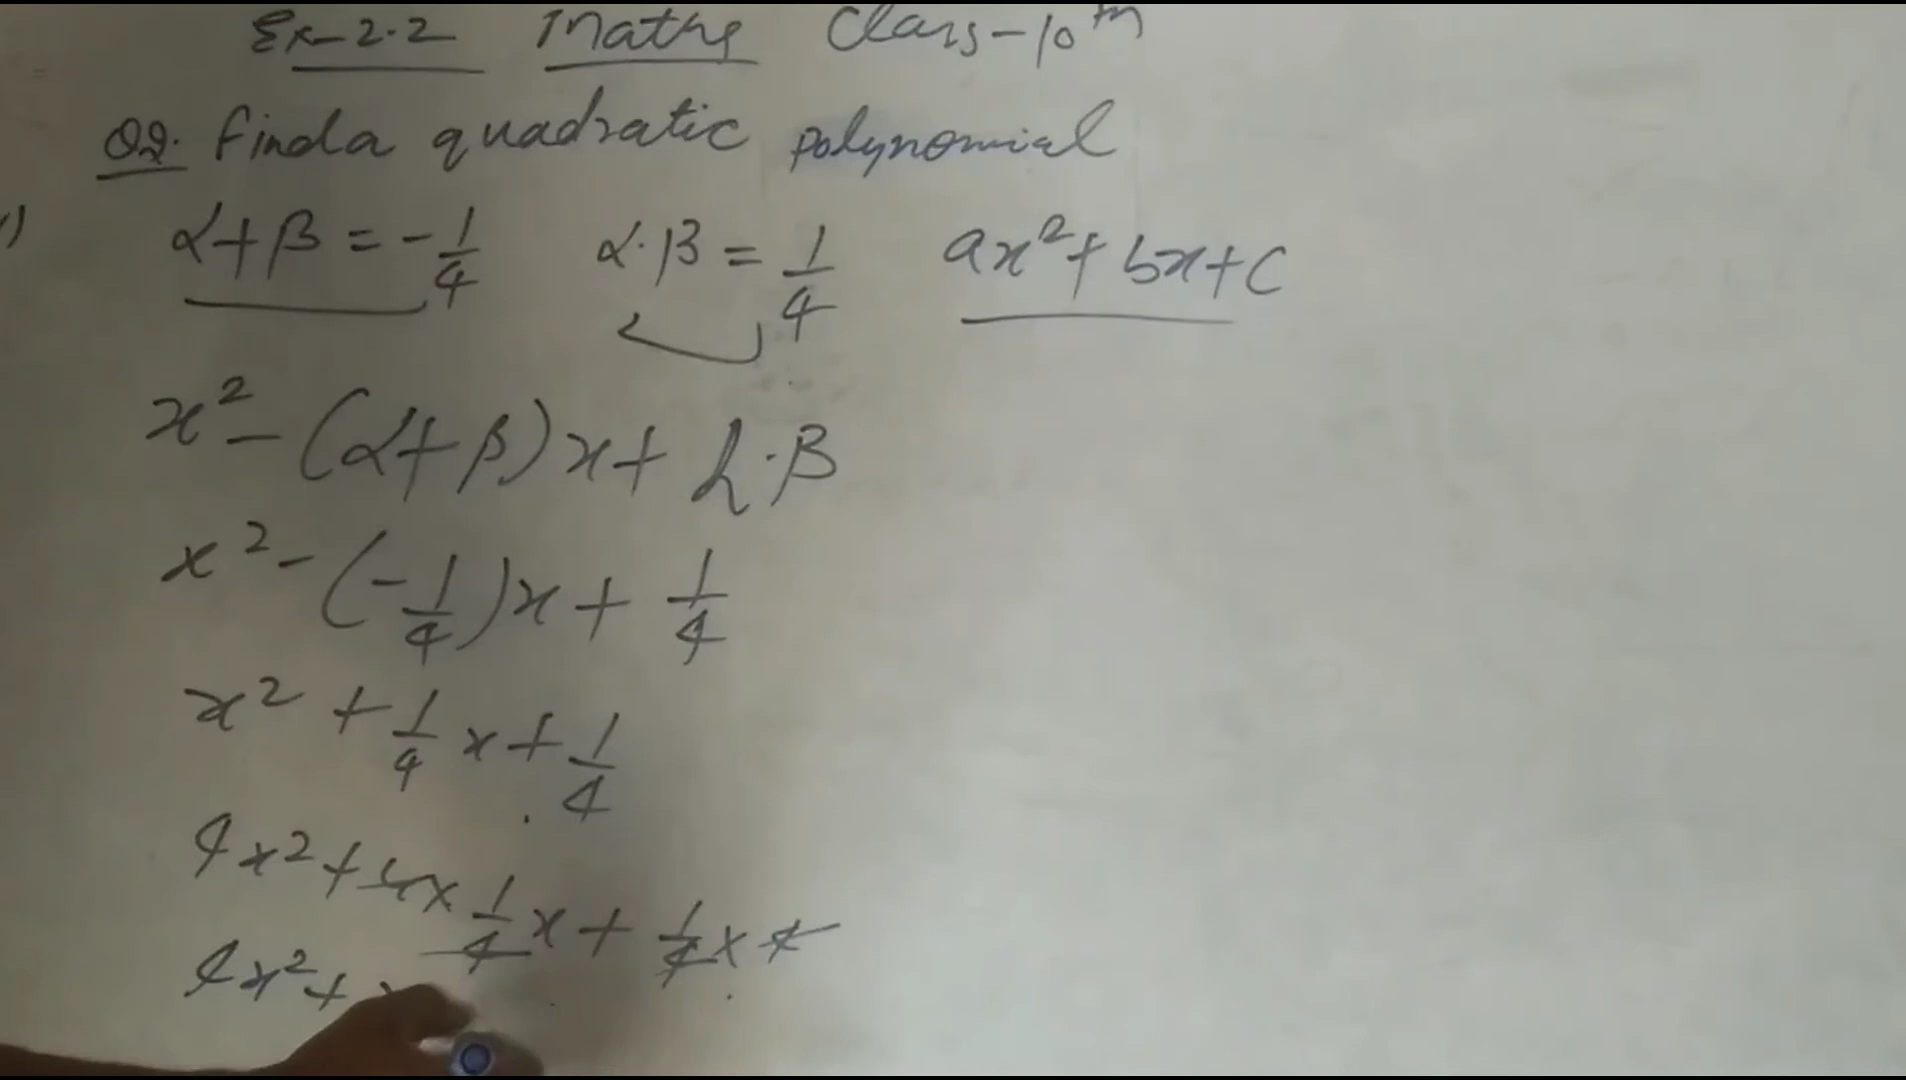 Ex-2.2 Maths Class-10th
Q2. Find a quadratic polynomial
α+β = -1/4 α·β = 1/4 ax²+bx+c
x² - (α+β)x + α·β
x² - (-1/4)x + 1/4
x² + 1/4 x + 1/4
4x² + 4x 1/4 x + 1/4 x 4
4x² +